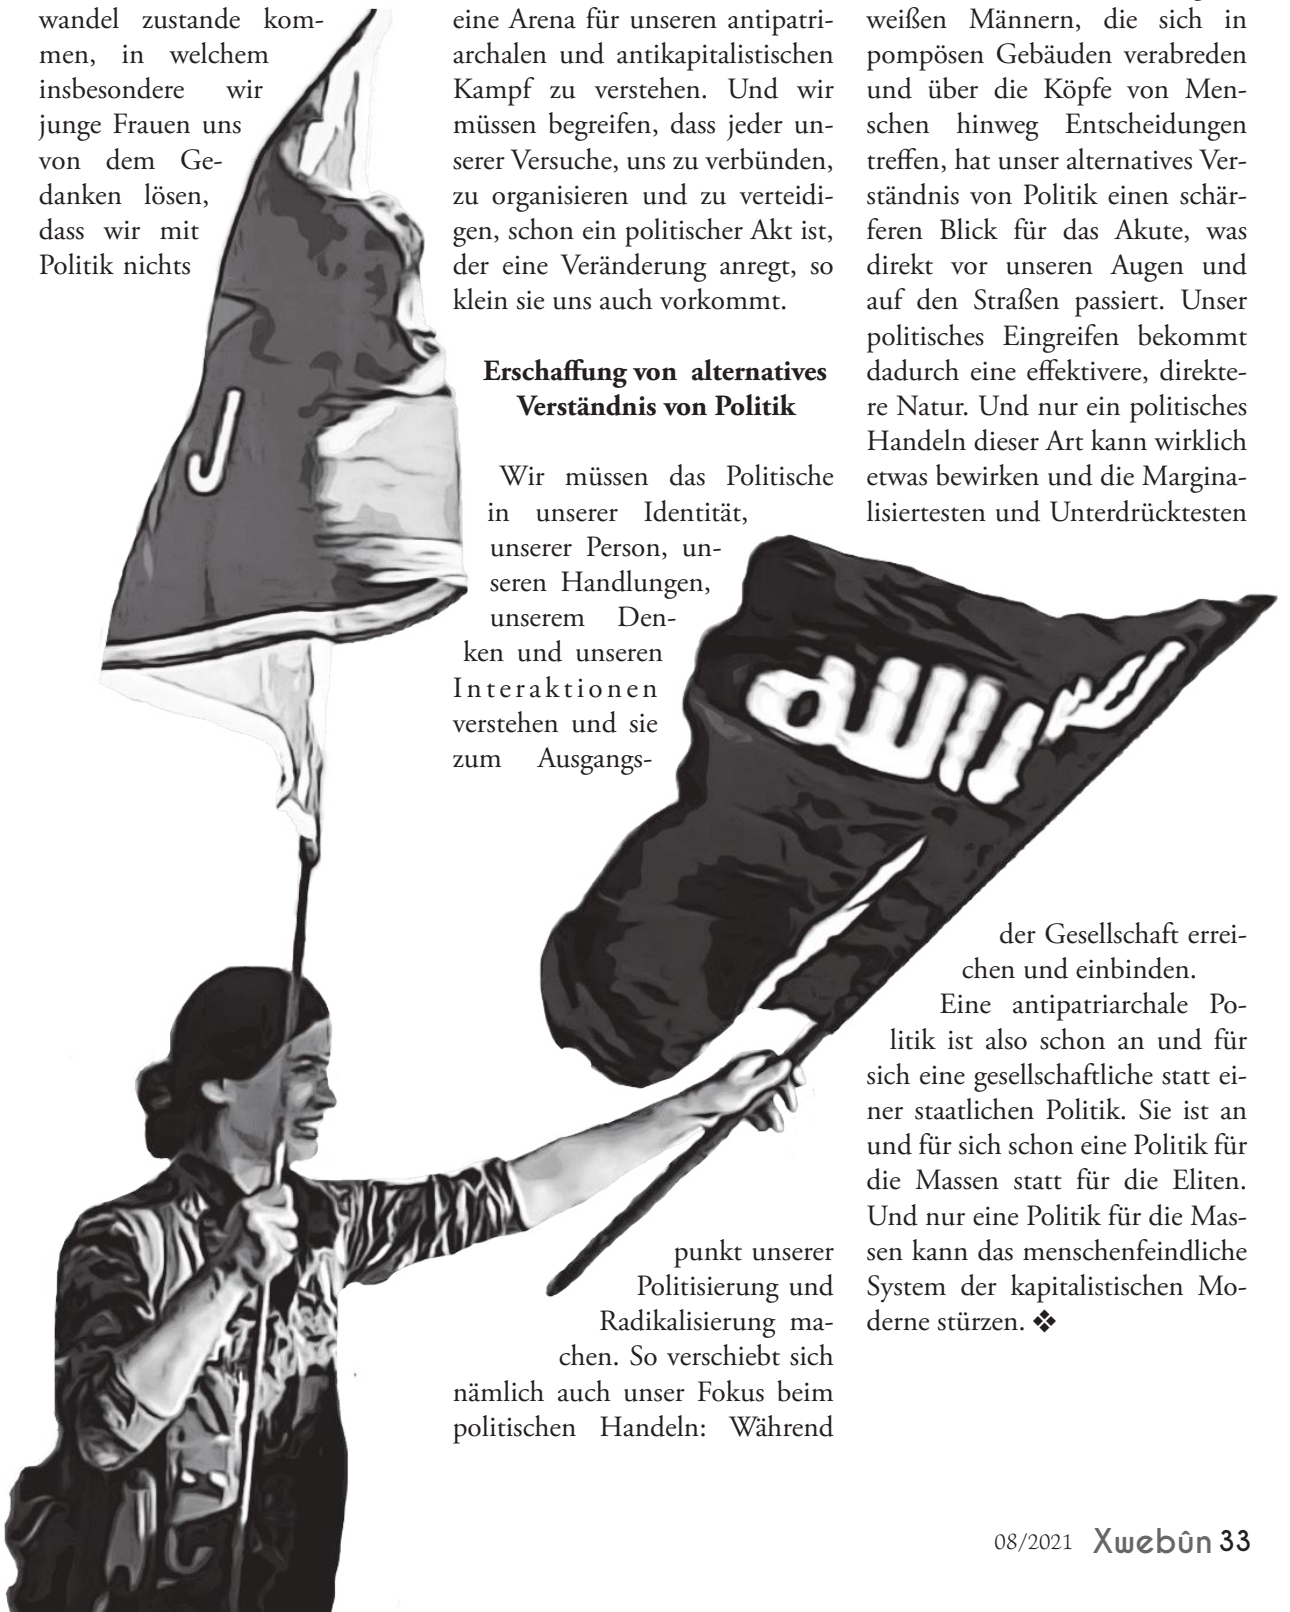 wandel zustande kom-
men, in welchem
insbesondere wir
junge Frauen uns
von dem Ge-
danken lösen,
dass wir mit
Politik nichts
eine Arena für unseren antipatri-
archalen und antikapitalistischen
Kampf zu verstehen. Und wir
müssen begreifen, dass jeder un-
serer Versuche, uns zu verbünden,
zu organisieren und zu verteidi-
gen, schon ein politischer Akt ist,
der eine Veränderung anregt, so
klein sie uns auch vorkommt.
Erschaffung von alternatives
Verständnis von Politik
Wir müssen das Politische
in unserer Identität,
unserer Person, un-
seren Handlungen,
unserem Den-
ken und unseren
Interaktionen
verstehen und sie
zum Ausgangs-
punkt unserer
Politisierung und
Radikalisierung ma-
chen. So verschiebt sich
nämlich auch unser Fokus beim
politischen Handeln: Während
weißen Männern, die sich in
pompösen Gebäuden verabreden
und über die Köpfe von Men-
schen hinweg Entscheidungen
treffen, hat unser alternatives Ver-
ständnis von Politik einen schär-
feren Blick für das Akute, was
direkt vor unseren Augen und
auf den Straßen passiert. Unser
politisches Eingreifen bekommt
dadurch eine effektivere, direkte-
re Natur. Und nur ein politisches
Handeln dieser Art kann wirklich
etwas bewirken und die Margina-
lisiertesten und Unterdrücktesten
der Gesellschaft errei-
chen und einbinden.
Eine antipatriarchale Po-
litik ist also schon an und für
sich eine gesellschaftliche statt ei-
ner staatlichen Politik. Sie ist an
und für sich schon eine Politik für
die Massen statt für die Eliten.
Und nur eine Politik für die Mas-
sen kann das menschenfeindliche
System der kapitalistischen Mo-
derne stürzen. ❖
J
الله
08/2021 Xwebûn 33